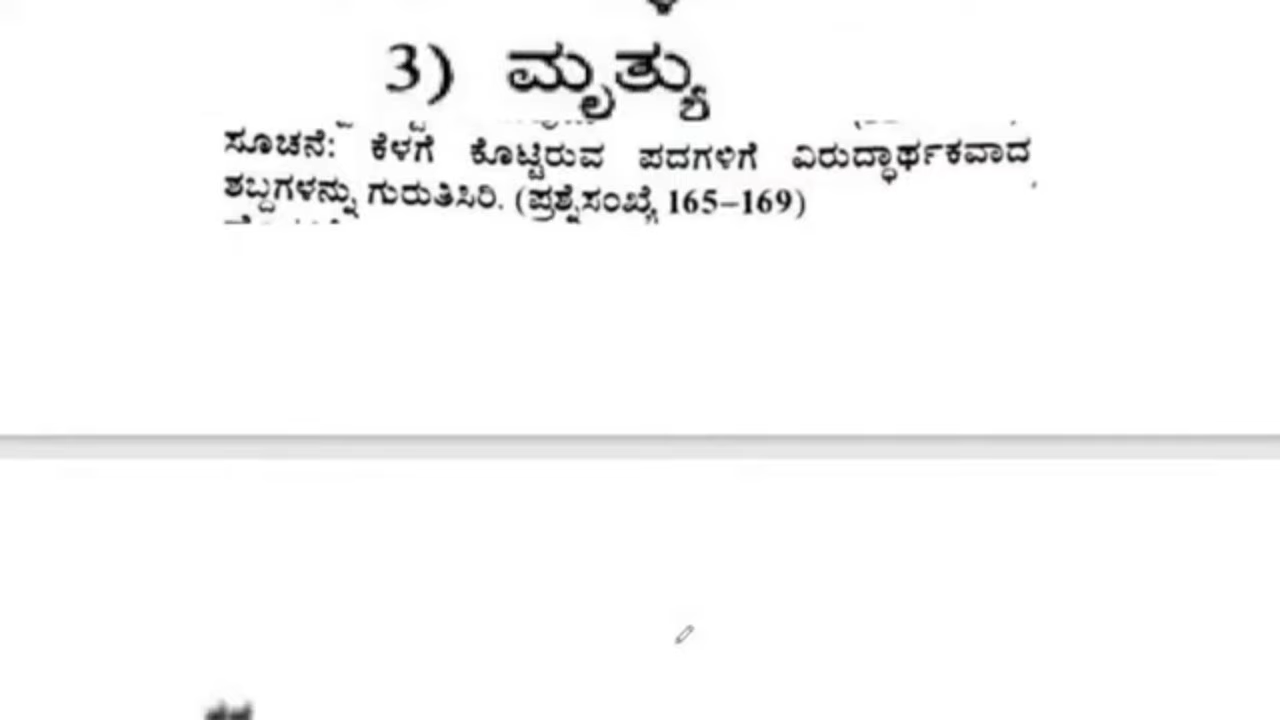 3) ಮೃತ್ಯು
ಸೂಚನೆ: ಕೆಳಗೆ ಕೊಟ್ಟಿರುವ ಪದಗಳಿಗೆ ವಿರುದ್ಧಾರ್ಥಕವಾದ
ಶಬ್ದಗಳನ್ನು ಗುರುತಿಸಿರಿ. (ಪ್ರಶ್ನೆಸಂಖ್ಯೆ 165–169)